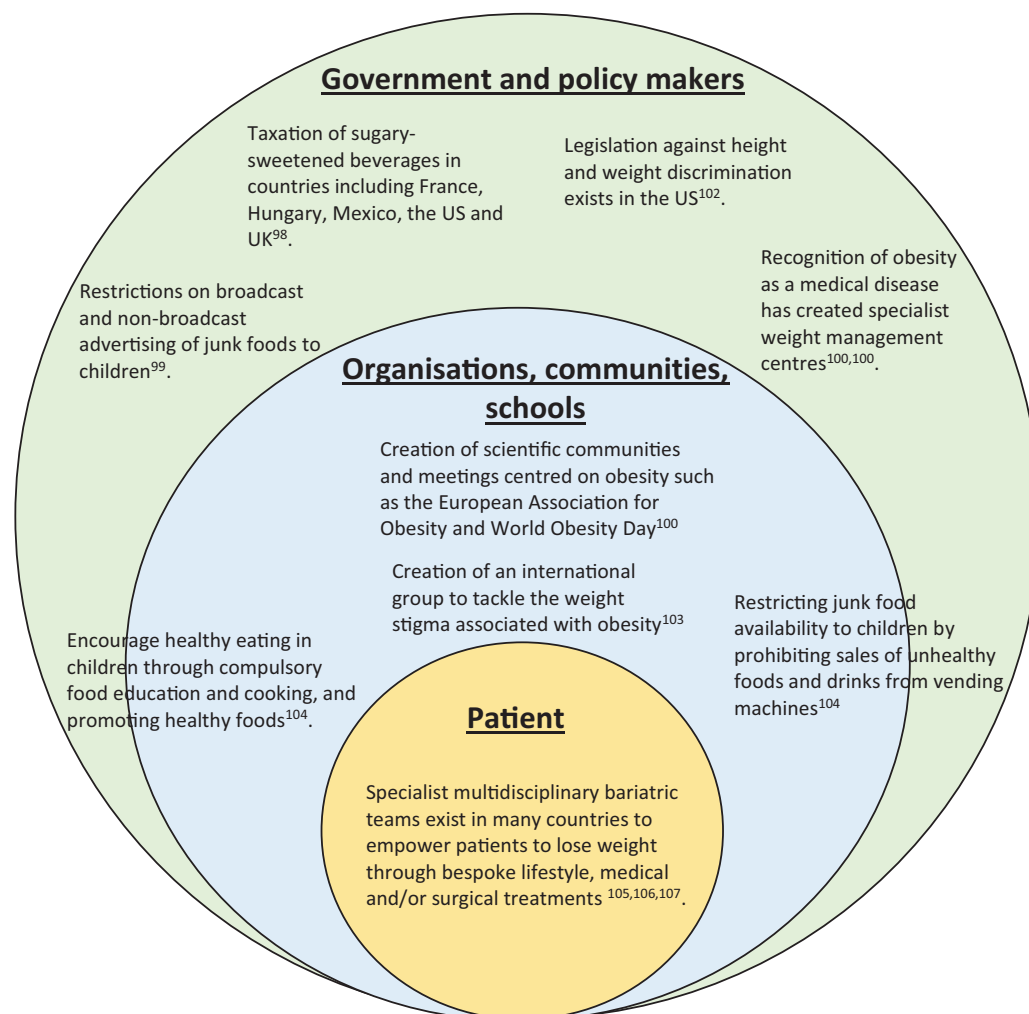 Government and policy makers
Taxation of sugary-
sweetened beverages in
countries including France,
Hungary, Mexico, the US and
UK98.
Legislation against height
and weight discrimination
exists in the US102.
Restrictions on broadcast
and non-broadcast
advertising of junk foods to
children99.
Recognition of obesity
as a medical disease
has created specialist
weight management
centres100,100.
Organisations, communities,
schools
Creation of scientific communities
and meetings centred on obesity such
as the European Association for
Obesity and World Obesity Day100
Creation of an international
group to tackle the weight
stigma associated with obesity103
Encourage healthy eating in
children through compulsory
food education and cooking, and
promoting healthy foods104.
Restricting junk food
availability to children by
prohibiting sales of unhealthy
foods and drinks from vending
machines104
Patient
Specialist multidisciplinary bariatric
teams exist in many countries to
empower patients to lose weight
through bespoke lifestyle, medical
and/or surgical treatments 105,106,107.